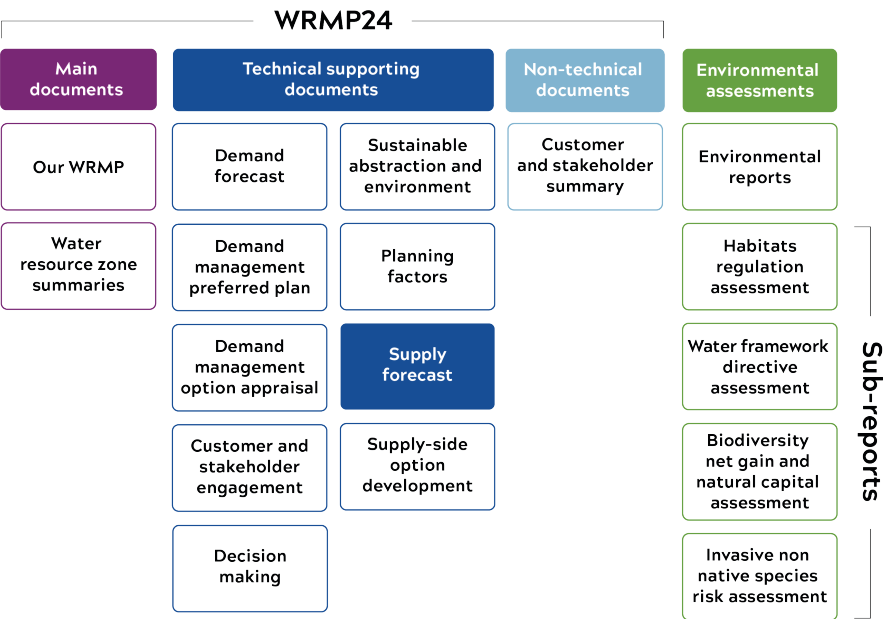 WRMP24
Main
documents
Technical supporting
documents
Non-technical
documents
Environmental
assessments
Our WRMP
Water
resource zone
summaries
Demand
forecast
Demand
management
preferred plan
Demand
management
option appraisal
Customer and
stakeholder
engagement
Decision
making
Sustainable
abstraction and
environment
Planning
factors
Supply
forecast
Supply-side
option
development
Customer
and stakeholder
summary
Environmental
reports
Habitats
regulation
assessment
Water framework
directive
assessment
Biodiversity
net gain and
natural capital
assessment
Invasive non
native species
risk assessment
Sub-reports